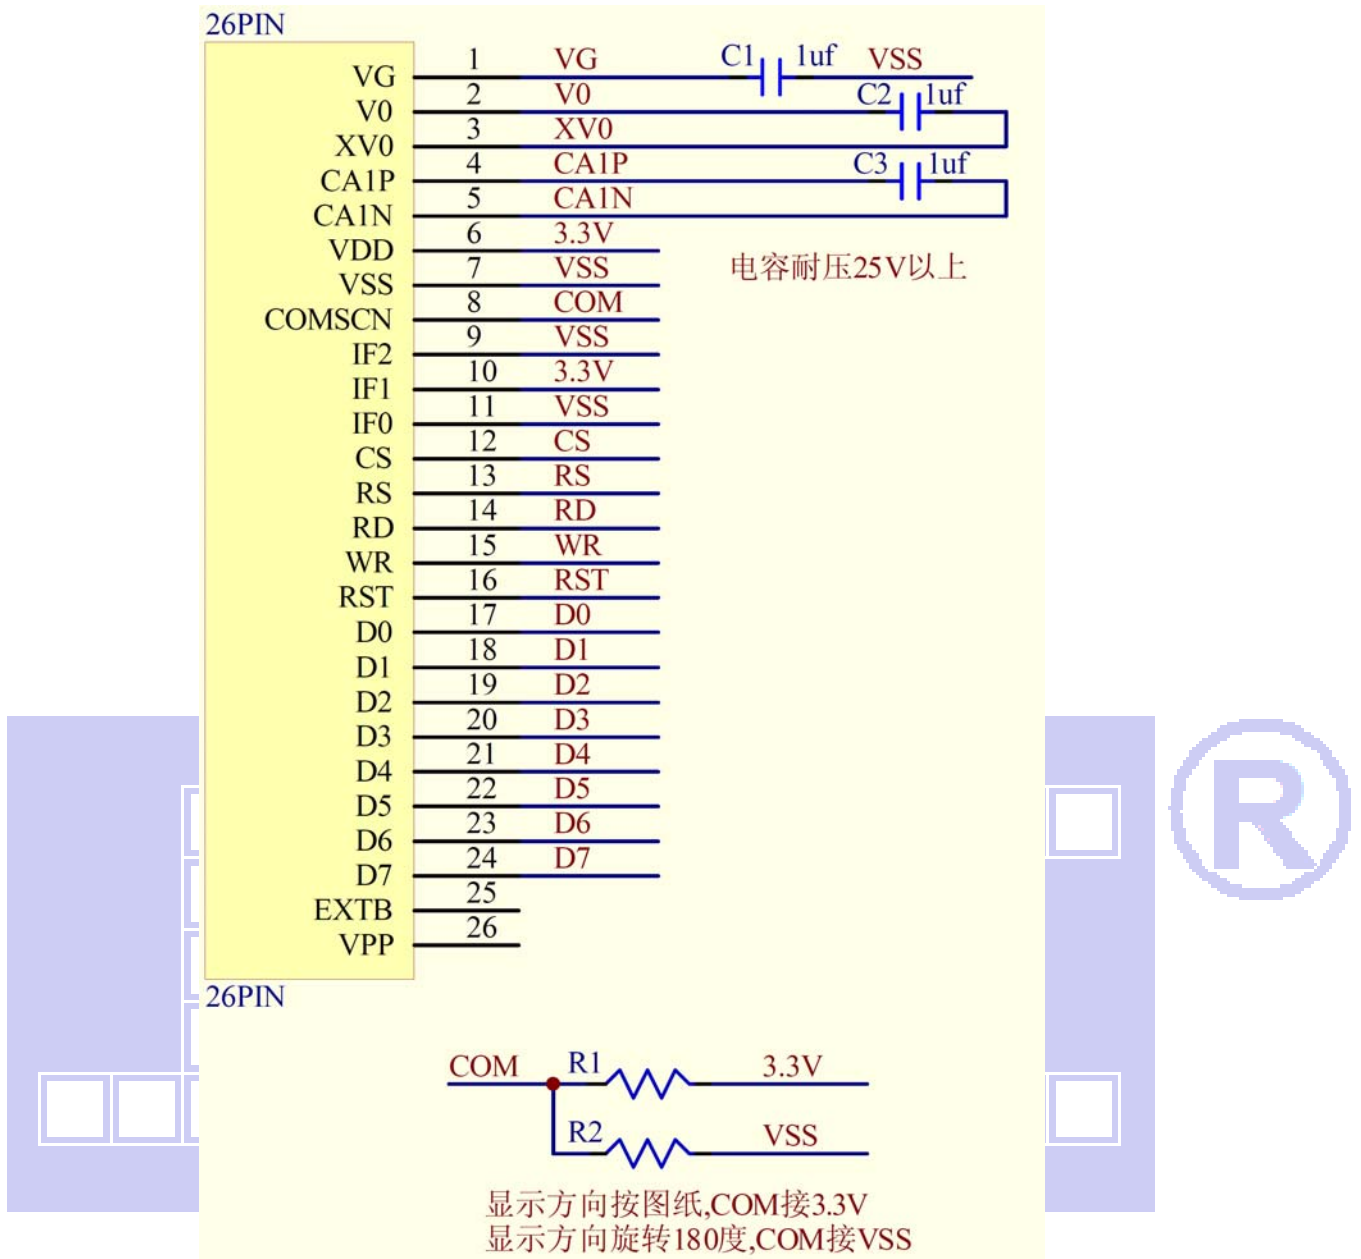 26PIN
VG 1 VG C1 1uf VSS
V0 2 V0 C2 1uf
XV0 3 XV0
CA1P 4 CA1P C3 1uf
CA1N 5 CA1N
VDD 6 3.3V
电容耐压25V以上
VSS 7 VSS
COMSCN 8 COM
IF2 9 VSS
IF1 10 3.3V
IF0 11 VSS
CS 12 CS
RS 13 RS
RD 14 RD
WR 15 WR
RST 16 RST
D0 17 D0
D1 18 D1
D2 19 D2
D3 20 D3
D4 21 D4
D5 22 D5
D6 23 D6
D7 24 D7
EXTB 25
VPP 26
26PIN
®
COM R1 3.3V
R2 VSS
显示方向按图纸,COM接3.3V
显示方向旋转180度,COM接VSS